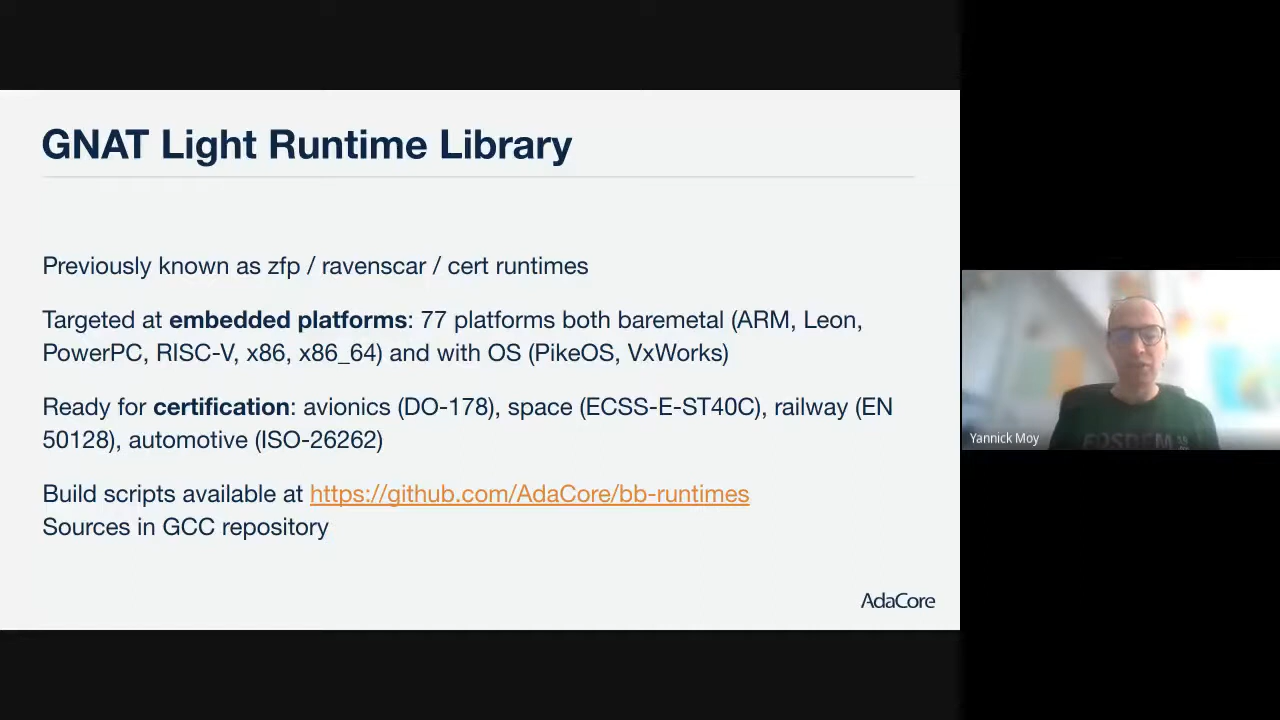 GNAT Light Runtime Library
Previously known as zfp / ravenscar / cert runtimes
Targeted at embedded platforms: 77 platforms both baremetal (ARM, Leon,
PowerPC, RISC-V, x86, x86_64) and with OS (PikeOS, VxWorks)
Ready for certification: avionics (DO-178), space (ECSS-E-ST40C), railway (EN
50128), automotive (ISO-26262)
Build scripts available at https://github.com/AdaCore/bb-runtimes
Sources in GCC repository
AdaCore
Yannick Moy
FOSDEM